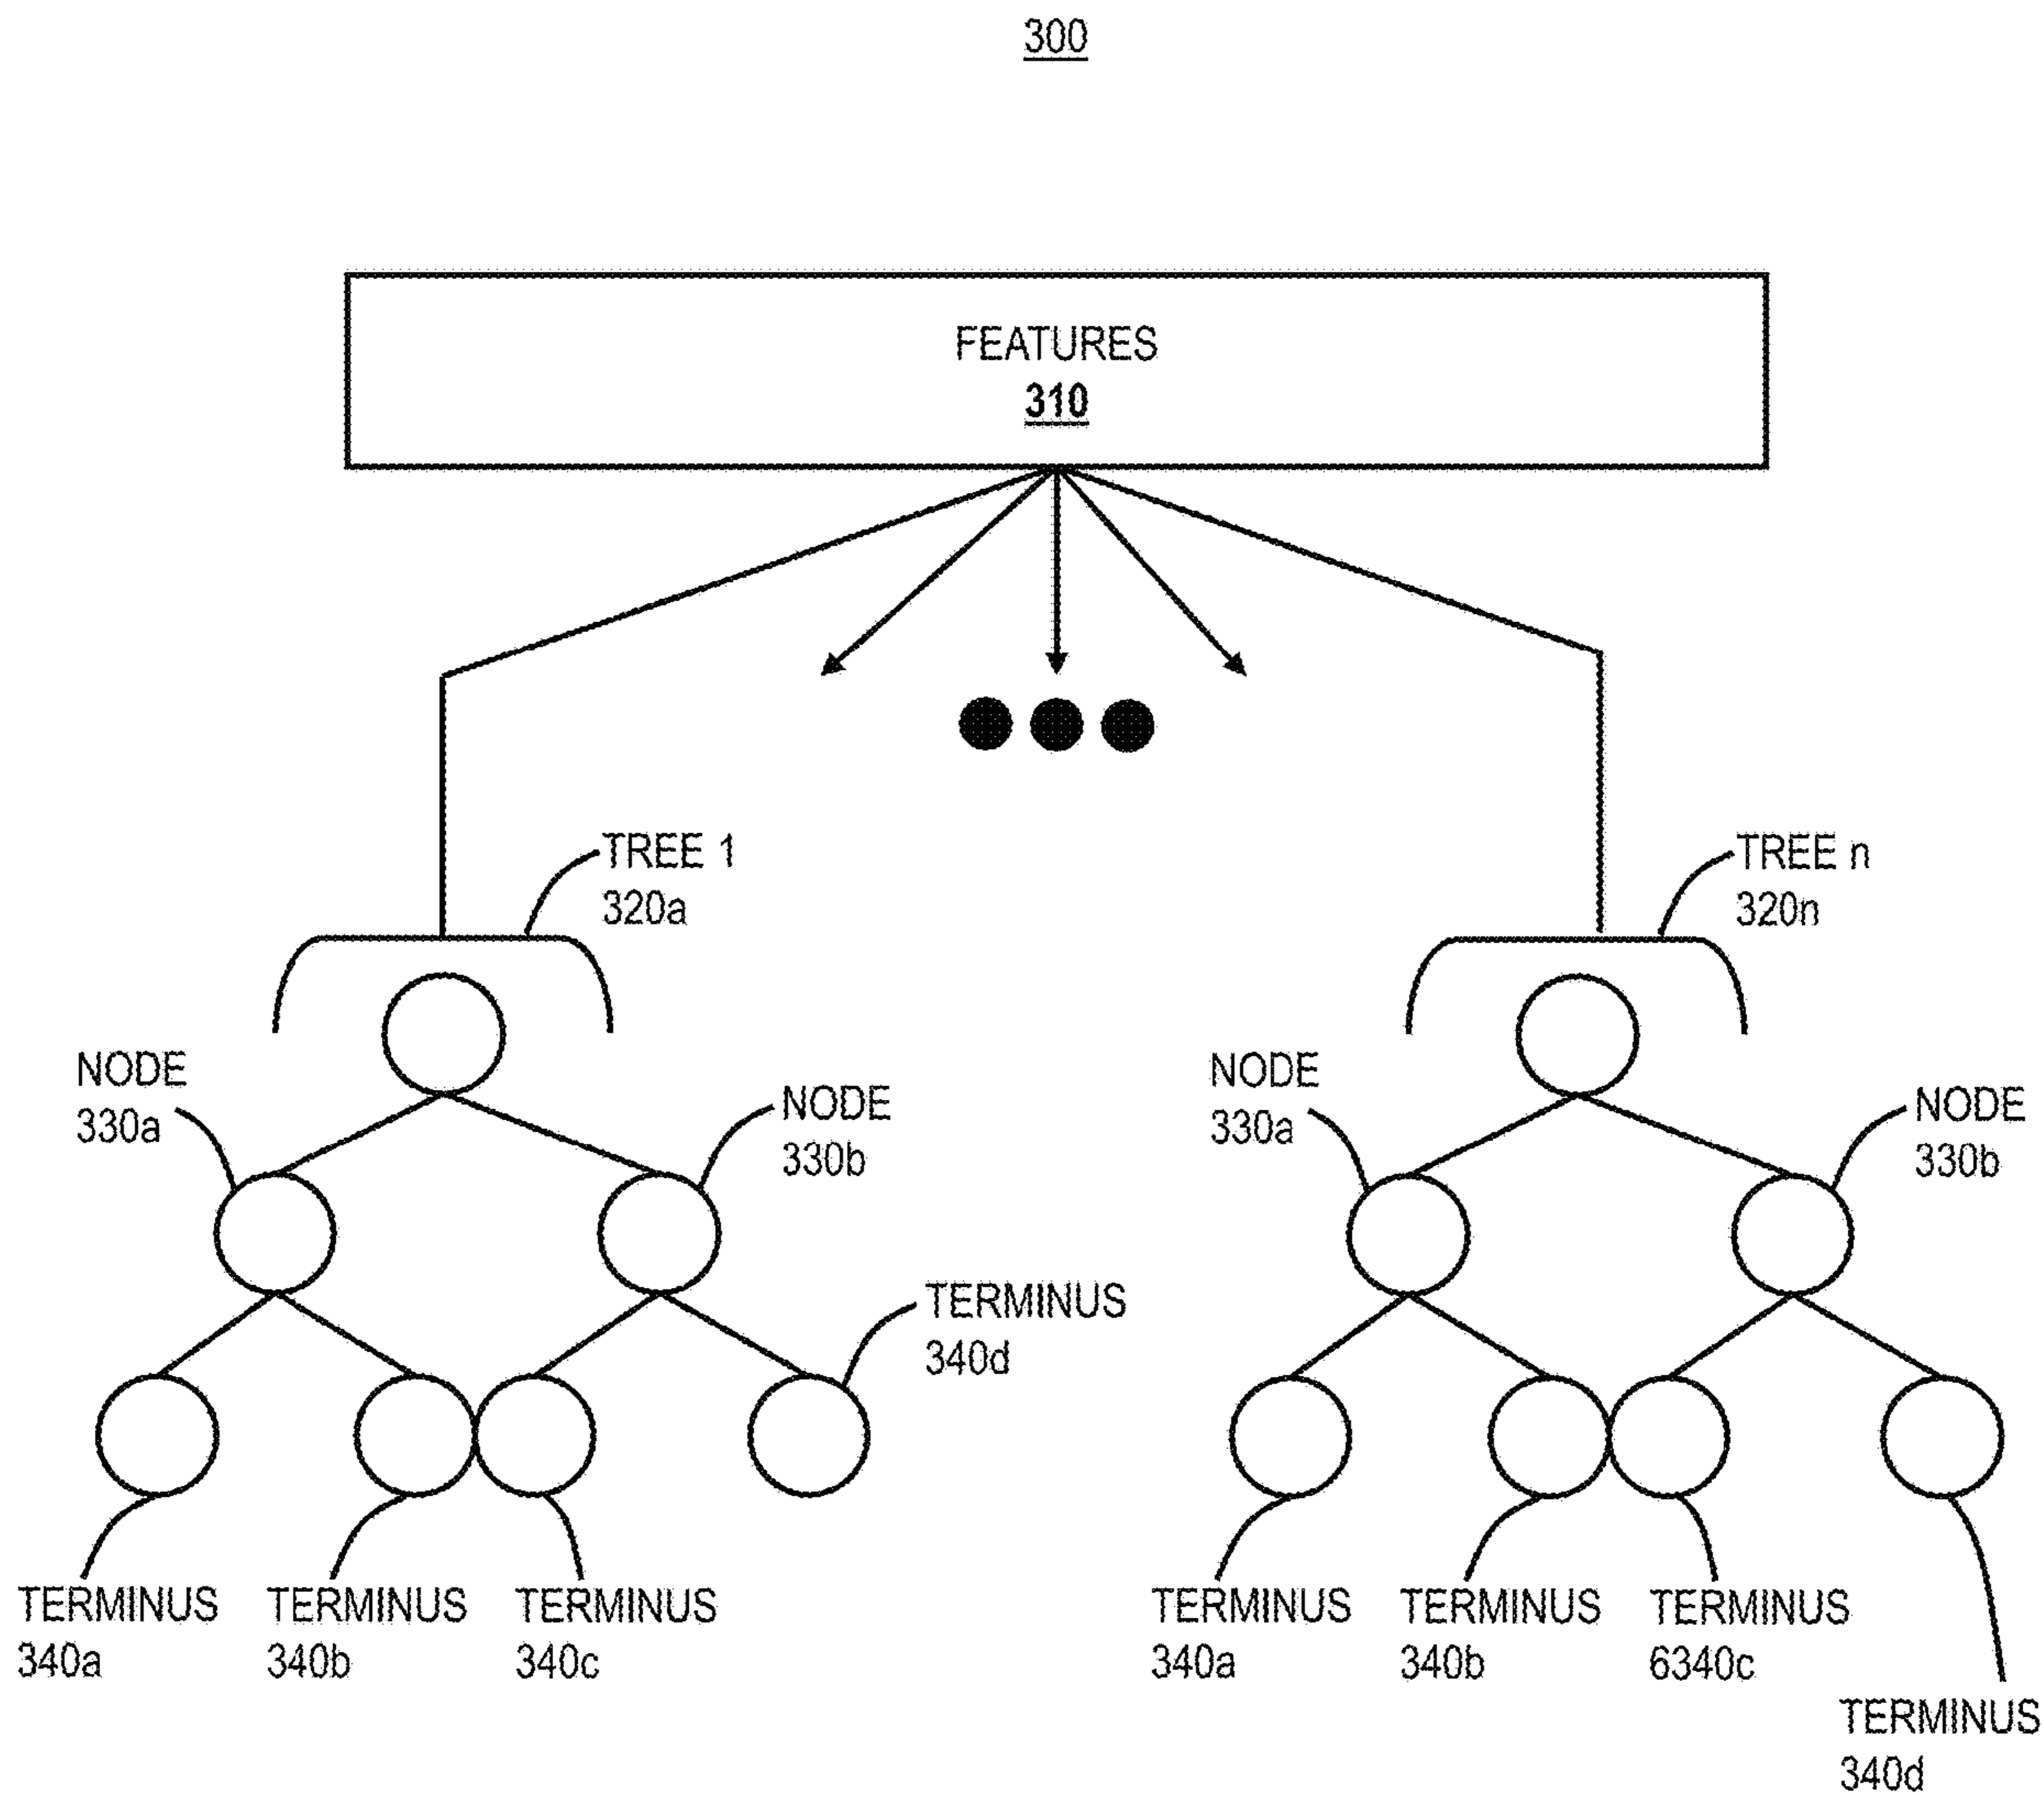 300
FEATURES
310
TREE 1
320a
TREE n
320n
NODE
330a
NODE
330b
NODE
330a
NODE
330b
TERMINUS
340d
TERMINUS
340a
TERMINUS
340b
TERMINUS
340c
TERMINUS
340a
TERMINUS
340b
TERMINUS
6340c
TERMINUS
340d